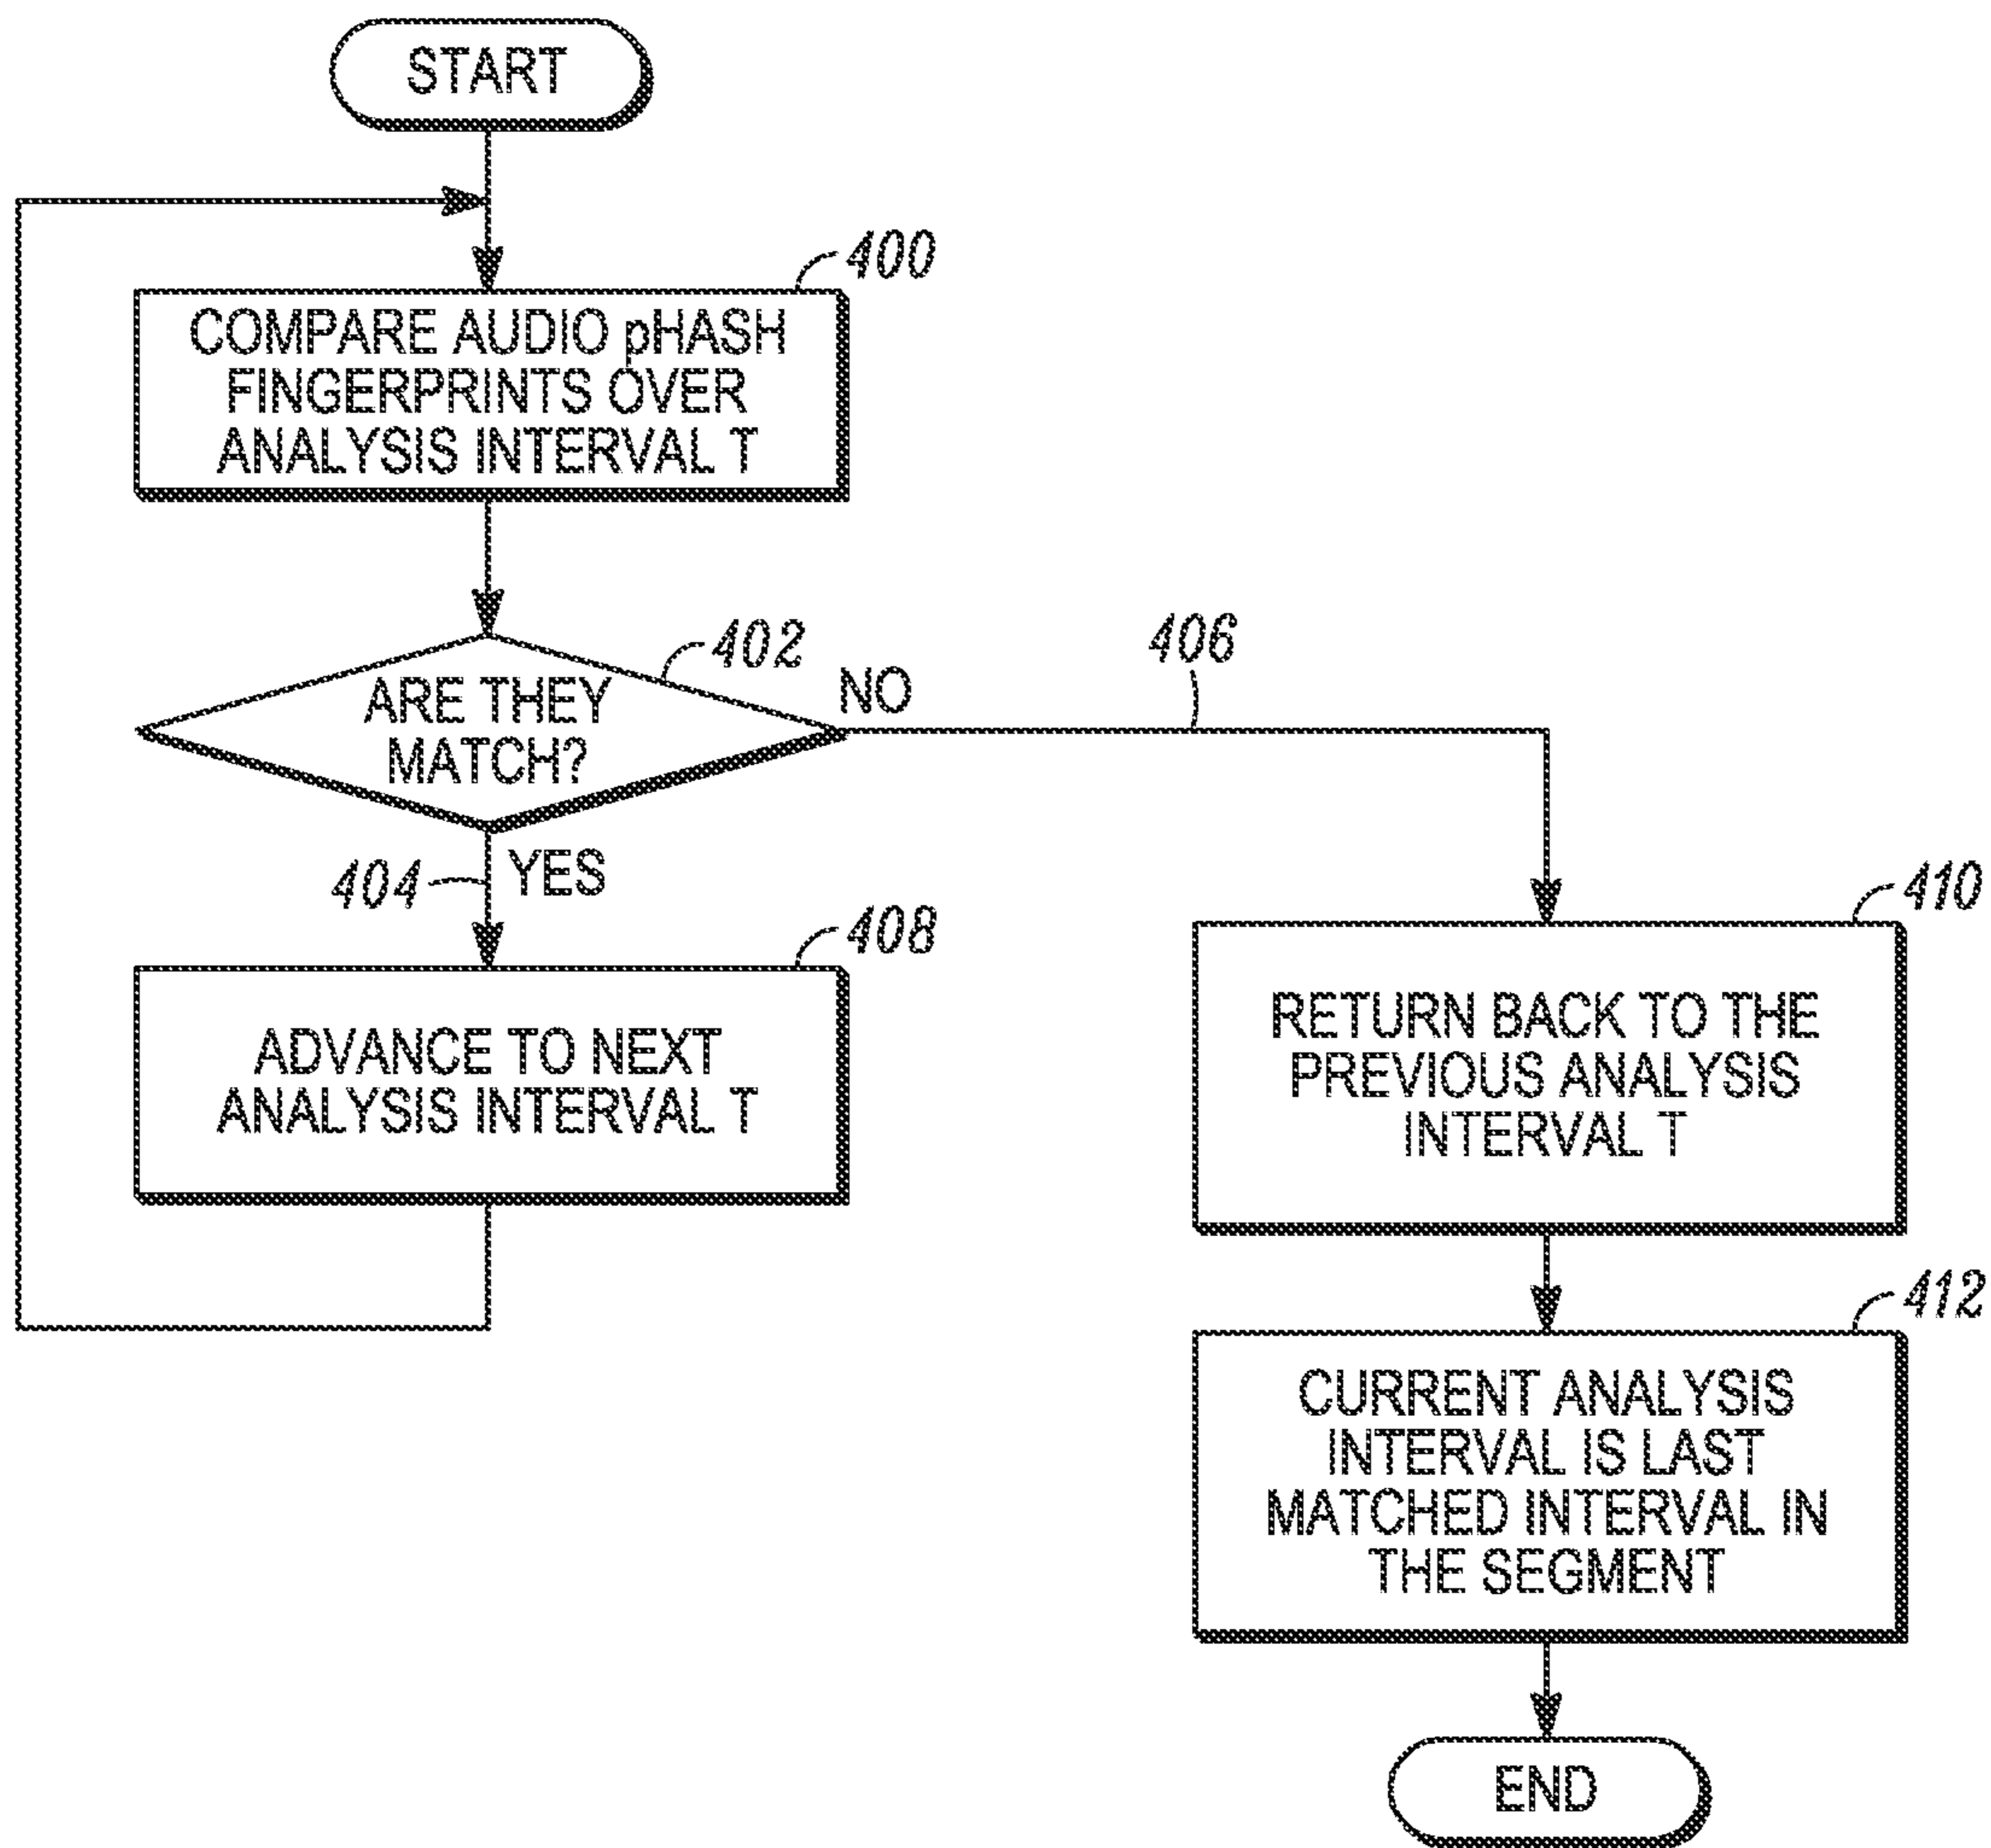 START
400
COMPARE AUDIO pHASH
FINGERPRINTS OVER
ANALYSIS INTERVAL T
402
ARE THEY
MATCH?
NO
406
404
YES
408
ADVANCE TO NEXT
ANALYSIS INTERVAL T
410
RETURN BACK TO THE
PREVIOUS ANALYSIS
INTERVAL T
412
CURRENT ANALYSIS
INTERVAL IS LAST
MATCHED INTERVAL IN
THE SEGMENT
END